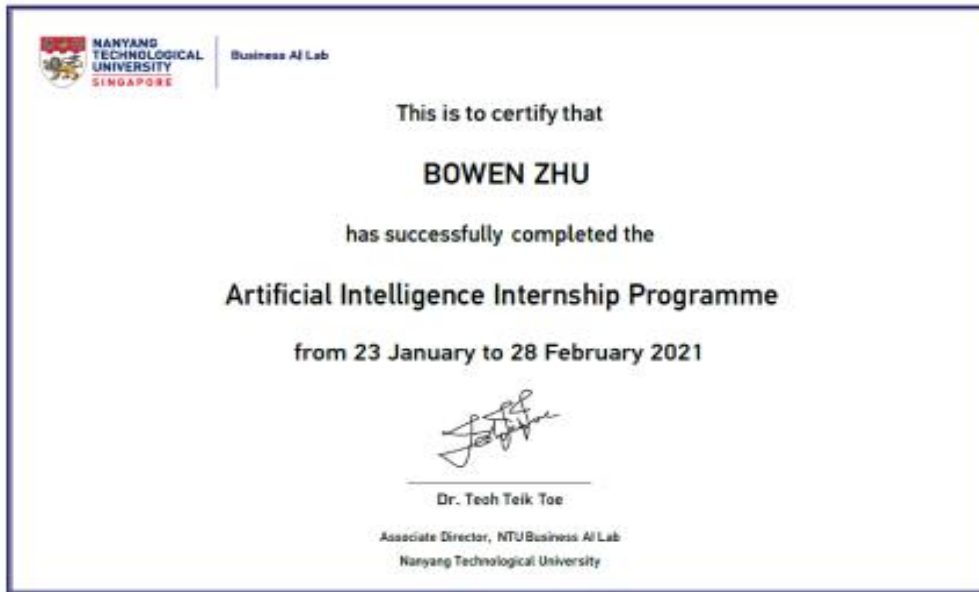 NANYANG
TECHNOLOGICAL
UNIVERSITY
SINGAPORE
Business AI Lab
This is to certify that
BOWEN ZHU
has successfully completed the
Artificial Intelligence Internship Programme
from 23 January to 28 February 2021
Dr. Teoh Teik Toe
Associate Director, NTU Business AI Lab
Nanyang Technological University